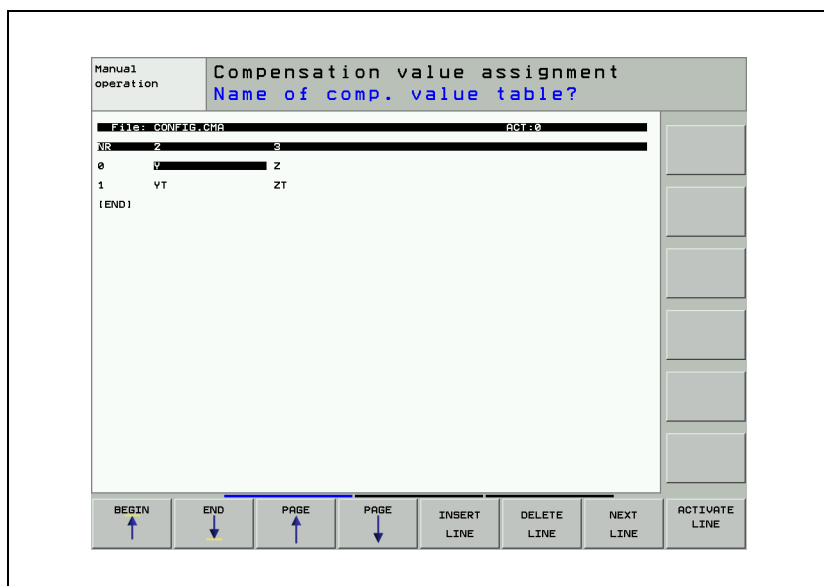 Manual
operation
Compensation value assignment
Name of comp. value table?
File: CONFIG.CMA ACT:0
NR 2 3
0 Y Z
1 YT ZT
[END]
BEGIN
END
PAGE
PAGE
INSERT
LINE
DELETE
LINE
NEXT
LINE
ACTIVATE
LINE